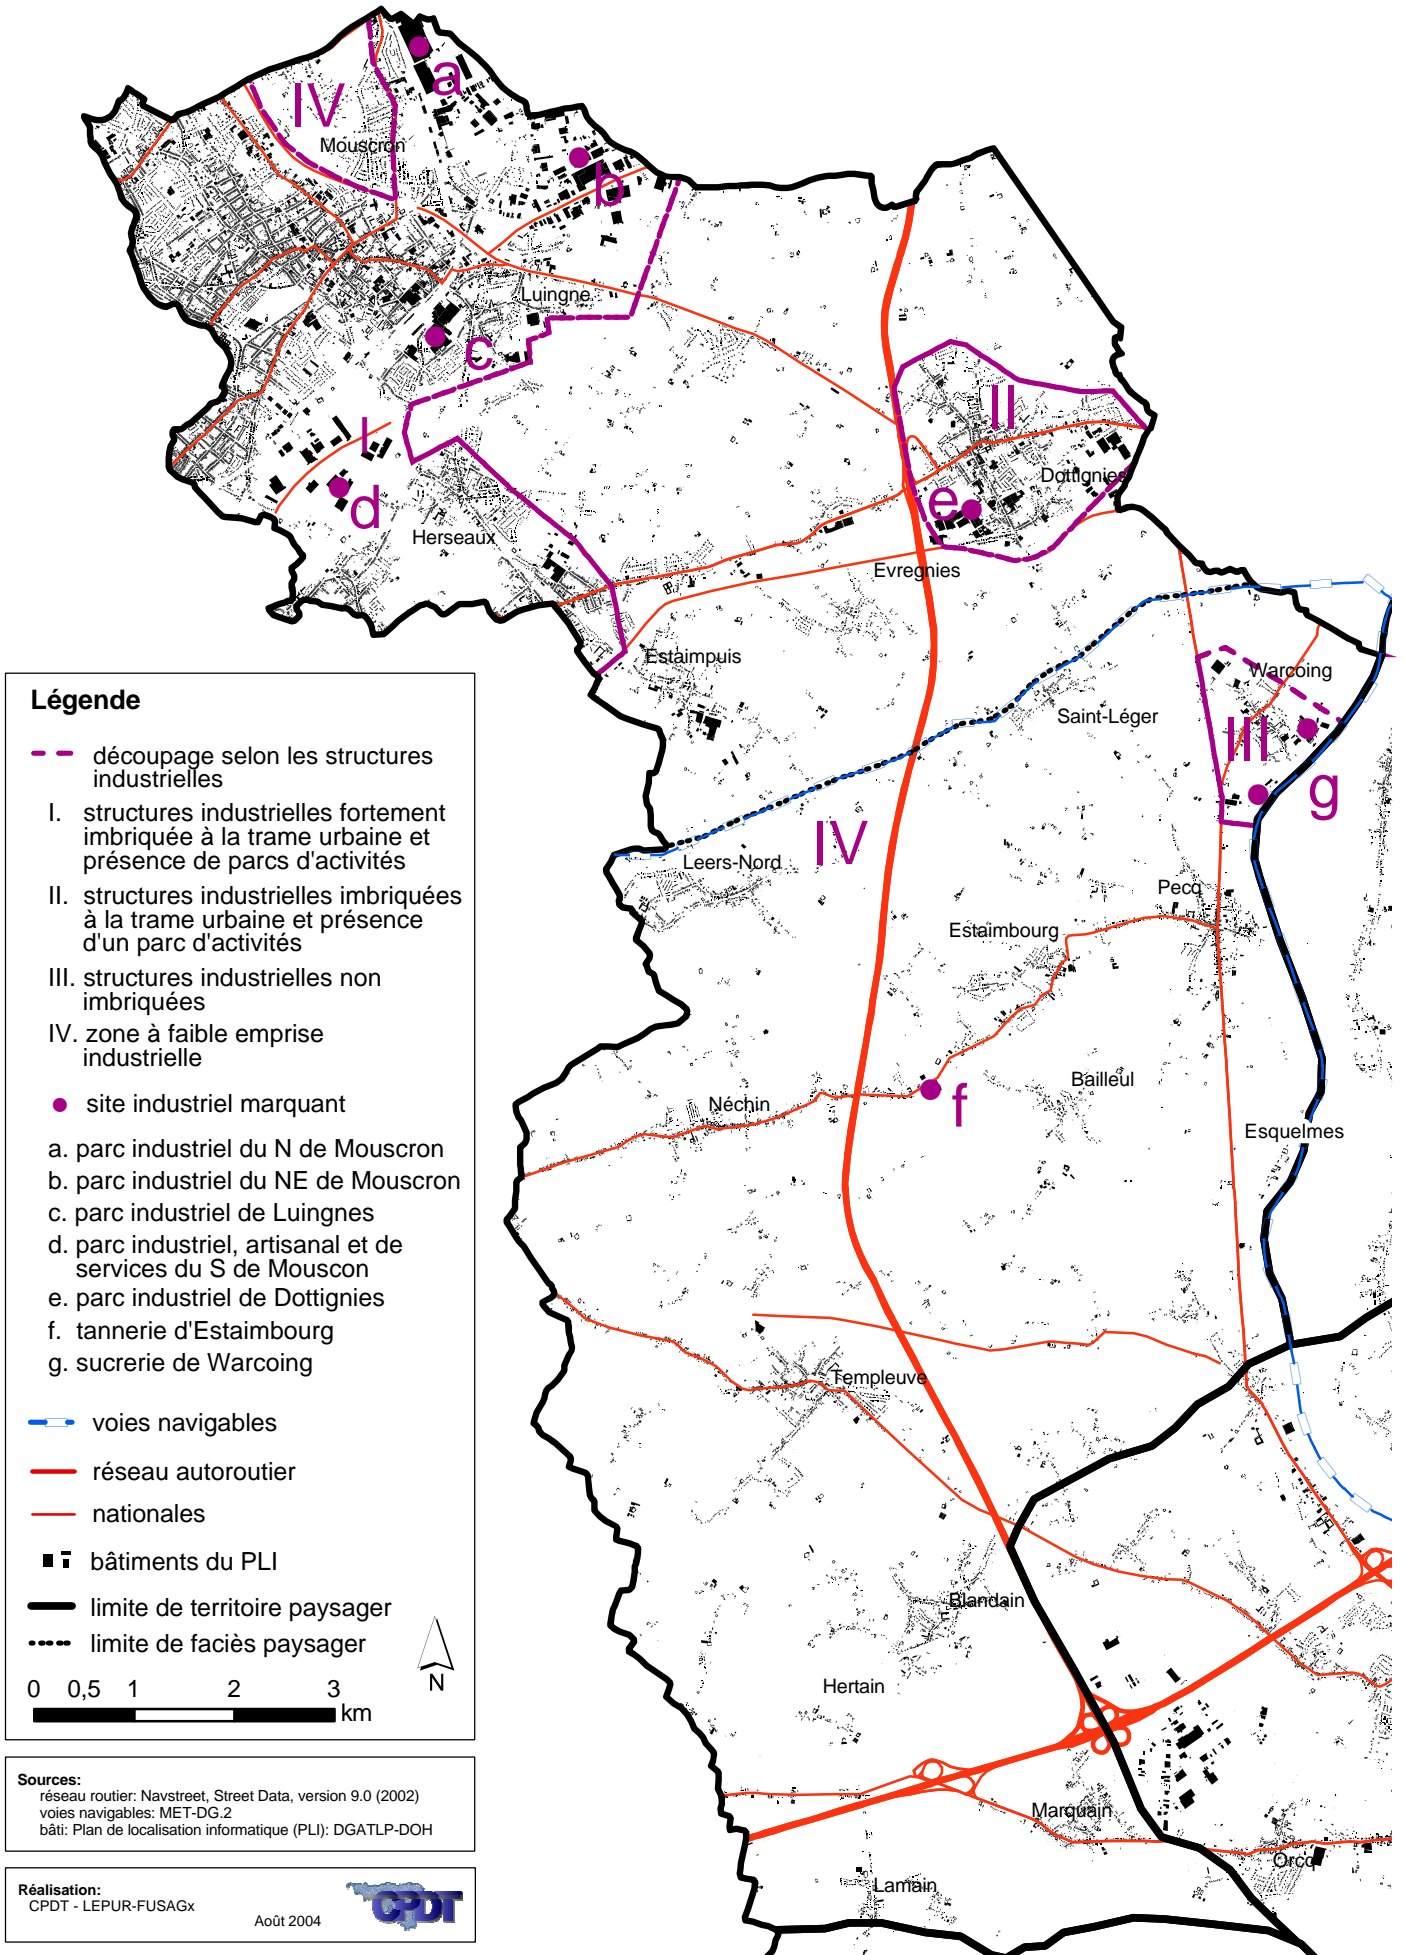 IV
a
Mouscron
b
Luingne
c
II
I
Dottignies
d
e
Herseaux
Evregnies
Estaimpuis
Warcoing
Saint-Léger
III
g
IV
Leers-Nord
Pecq
Estaimbourg
Bailleul
Néchin
f
Esquelmes
Templeuve
Blandain
Hertain
Marquain
Orcq
Lamain
Légende
découpage selon les structures
industrielles
I. structures industrielles fortement
imbriquée à la trame urbaine et
présence de parcs d'activités
II. structures industrielles imbriquées
à la trame urbaine et présence
d'un parc d'activités
III. structures industrielles non
imbriquées
IV. zone à faible emprise
industrielle
site industriel marquant
a. parc industriel du N de Mouscron
b. parc industriel du NE de Mouscron
c. parc industriel de Luingnes
d. parc industriel, artisanal et de
services du S de Mouscon
e. parc industriel de Dottignies
f. tannerie d'Estaimbourg
g. sucrerie de Warcoing
voies navigables
réseau autoroutier
nationales
bâtiments du PLI
limite de territoire paysager
limite de faciès paysager
N
0 0,5 1 2 3
km
Sources:
réseau routier: Navstreet, Street Data, version 9.0 (2002)
voies navigables: MET-DG.2
bâti: Plan de localisation informatique (PLI): DGATLP-DOH
Réalisation:
CPDT - LEPUR-FUSAGx
Août 2004
CPDT